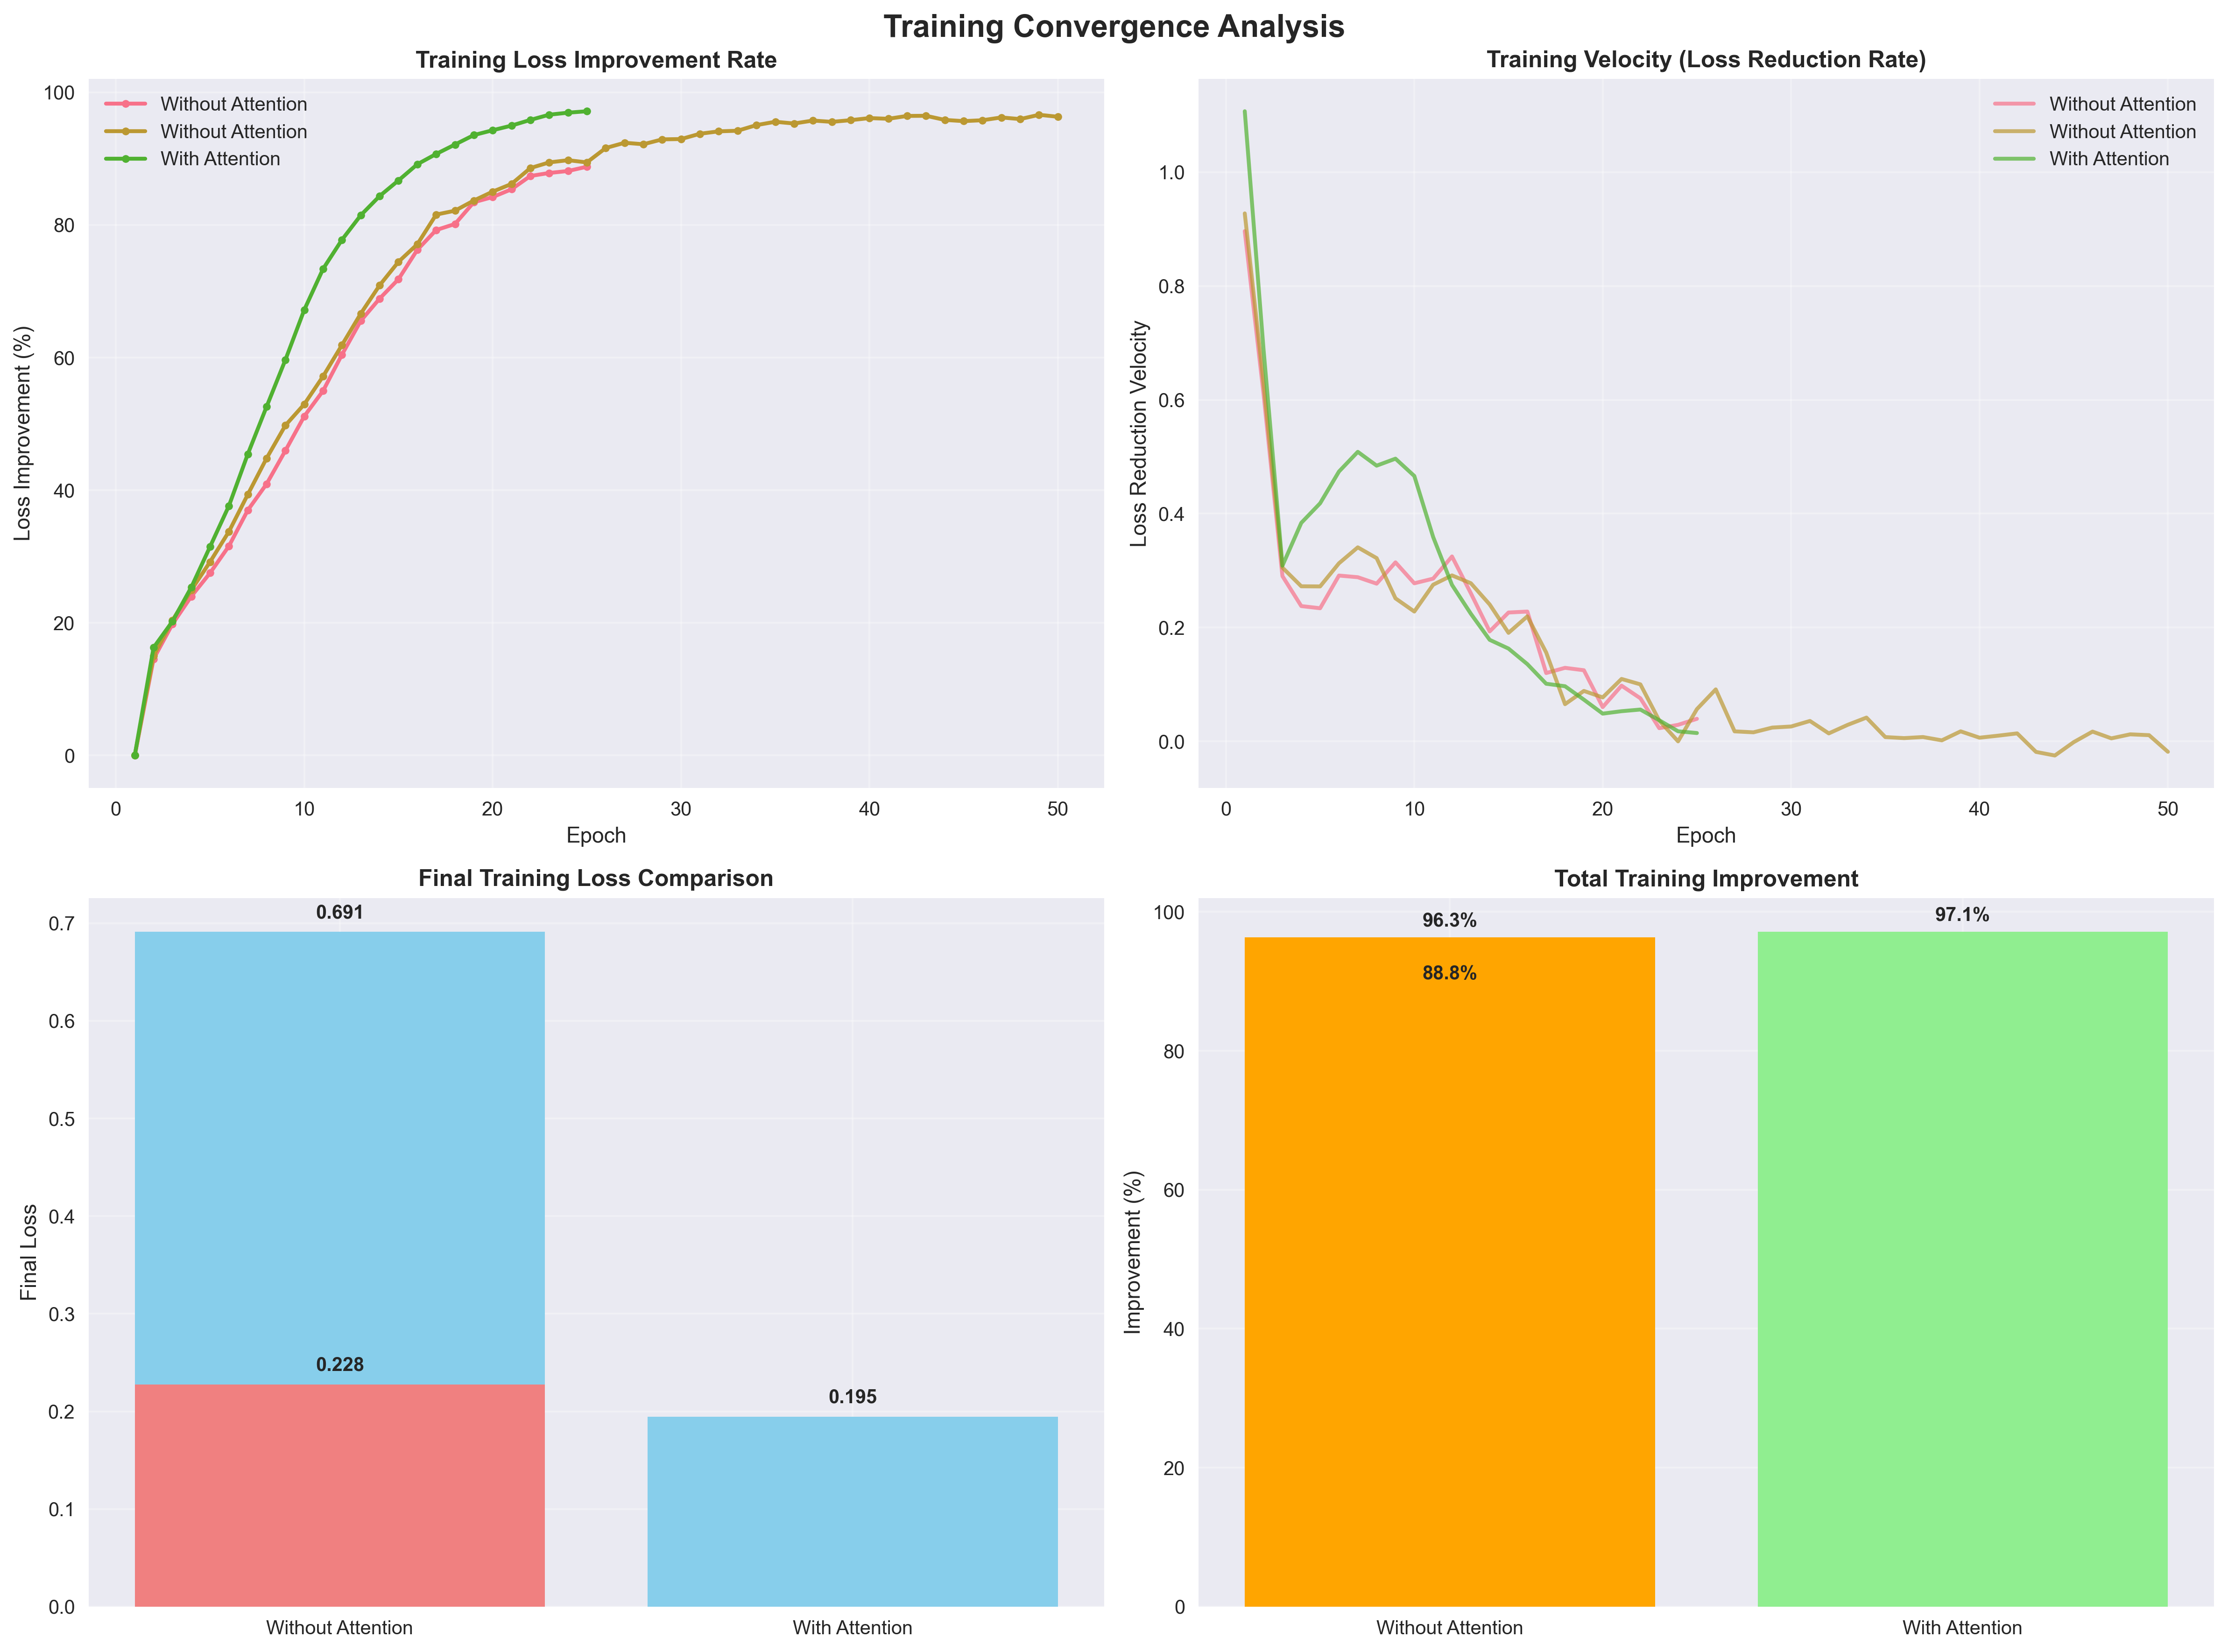 Training Convergence Analysis
Training Loss Improvement Rate
Without Attention
Without Attention
With Attention
Loss Improvement (%)
100
80
60
40
20
0
0 10 20 30 40 50
Epoch
Training Velocity (Loss Reduction Rate)
Without Attention
Without Attention
With Attention
Loss Reduction Velocity
1.0
0.8
0.6
0.4
0.2
0.0
0 10 20 30 40 50
Epoch
Final Training Loss Comparison
Final Loss
0.7
0.6
0.5
0.4
0.3
0.2
0.1
0.0
0.691
0.228
0.195
Without Attention With Attention
Total Training Improvement
Improvement (%)
100
80
60
40
20
0
96.3%
88.8%
97.1%
Without Attention With Attention